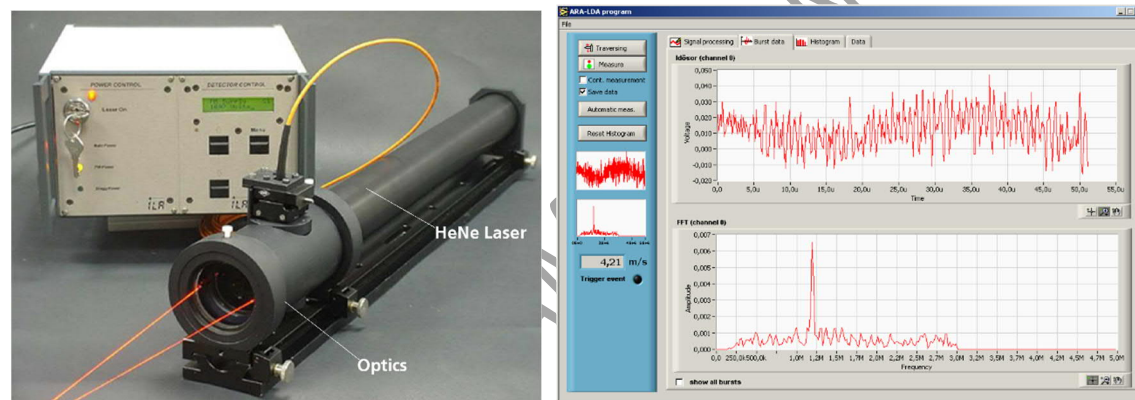 POWER CONTROL
DETECTOR CONTROL
Laser On
Menu
iLR
iLR
HeNe Laser
Optics
ARA-LDA program
File
Traversing
Measure
Cont. measurement
Save data
Automatic meas.
Reset Histogram
4,21 m/s
Trigger event
Signal processing
Burst data
Histogram
Data
Idősor (channel 0)
0,050
0,040
0,030
0,020
0,010
0,000
-0,010
-0,020
Voltage
0,0 5,0u 10,0u 15,0u 20,0u 25,0u 30,0u 35,0u 40,0u 45,0u 50,0u 55,0u
Time
FFT (channel 0)
0,007
0,006
0,005
0,004
0,003
0,002
0,001
0,000
Amplitude
0,0 250,0k 500,0k 1,0M 1,2M 1,5M 1,7M 2,0M 2,2M 2,5M 2,7M 3,0M 3,2M 3,5M 3,7M 4,0M 4,2M 4,5M 4,7M 5,0M
Frequency
show all bursts